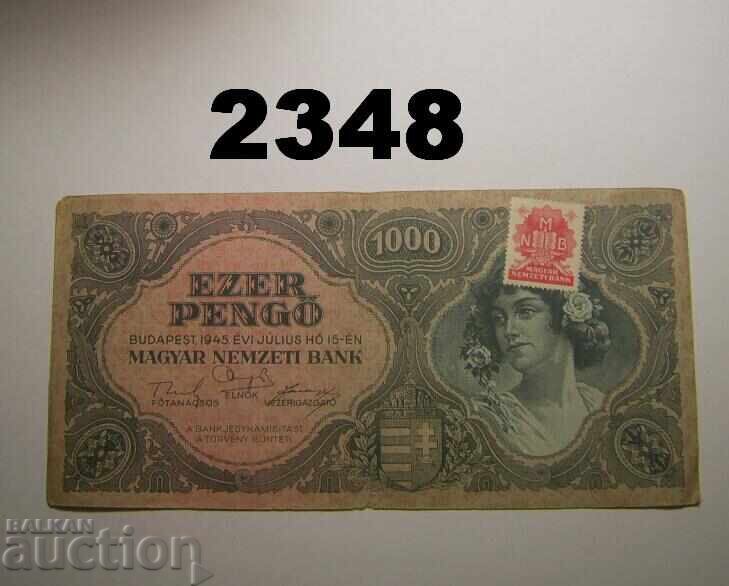 2348
1000
M
N B
MAGYAR
NEMZETI BANK
EZER
PENGŐ
BUDAPEST, 1945. ÉVI JÚLIUS HÓ 15-ÉN
MAGYAR NEMZETI BANK
ELNÖK
FŐTANÁCSOS VEZÉRIGAZGATÓ
A BANKJEGYHAMISÍTÁST
A TÖRVÉNY BÜNTETI
BALKAN
auction